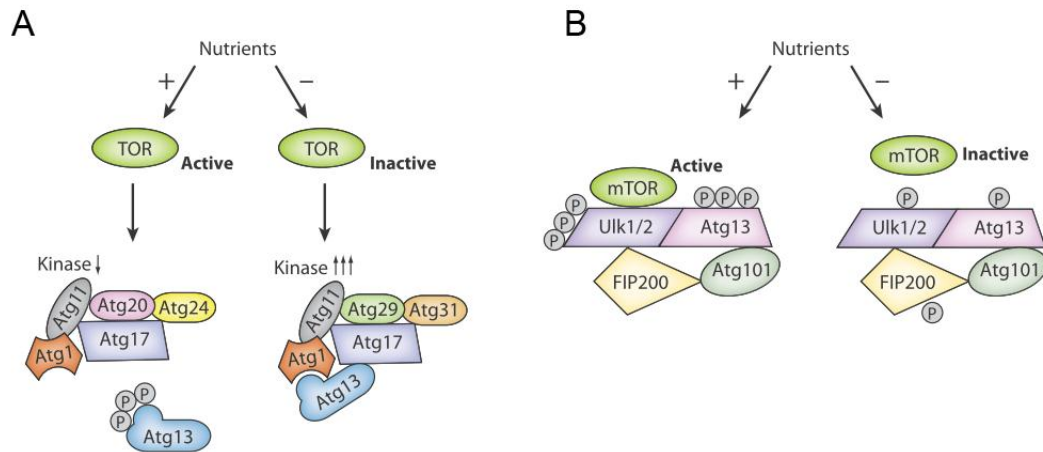 A
Nutrients
+
−
TOR
Active
TOR
Inactive
Kinase ↓
Atg11
Atg20
Atg24
Atg17
Atg1
P
P
P
Atg13
Kinase ↑↑↑
Atg11
Atg29
Atg31
Atg17
Atg1
Atg13
B
Nutrients
+
−
mTOR
Active
P
P
P
P P P
Ulk1/2
Atg13
FIP200
Atg101
mTOR
Inactive
P
P
Ulk1/2
Atg13
FIP200
Atg101
P